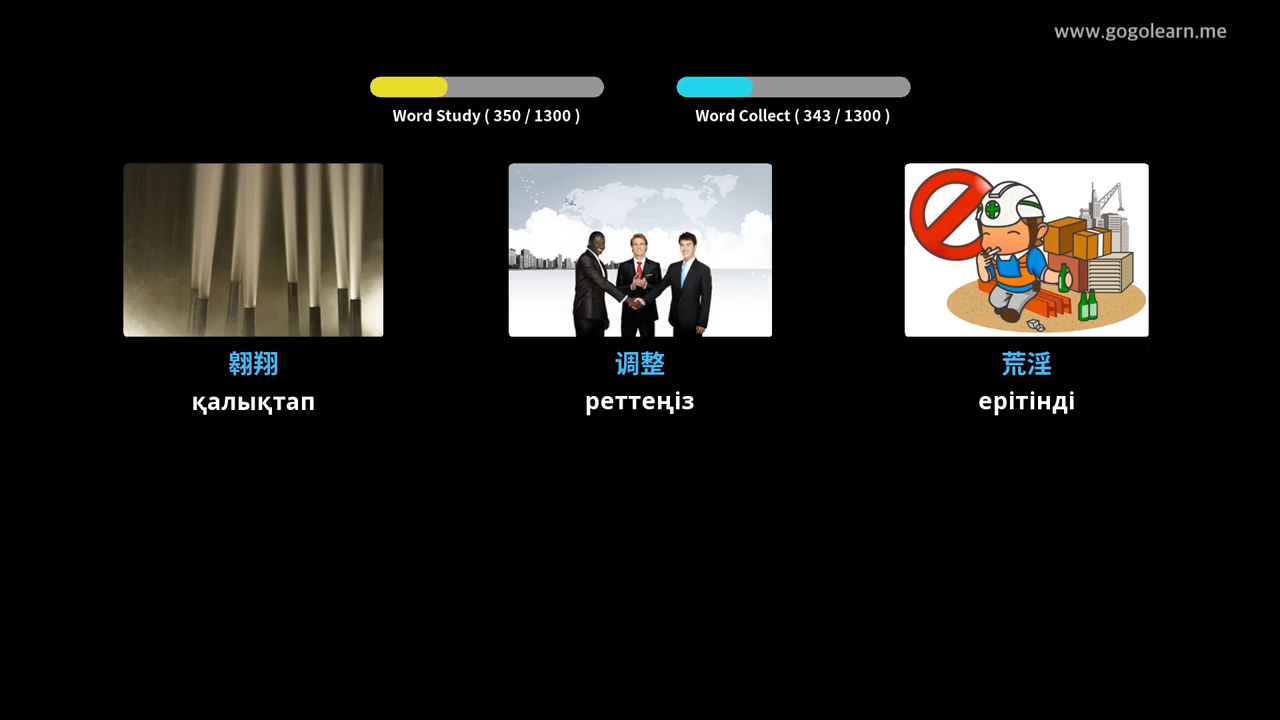 www.gogolearn.me
Word Study ( 350 / 1300 )
Word Collect ( 343 / 1300 )
翱翔
调整
荒淫
қалықтап
реттеңіз
ерітінді